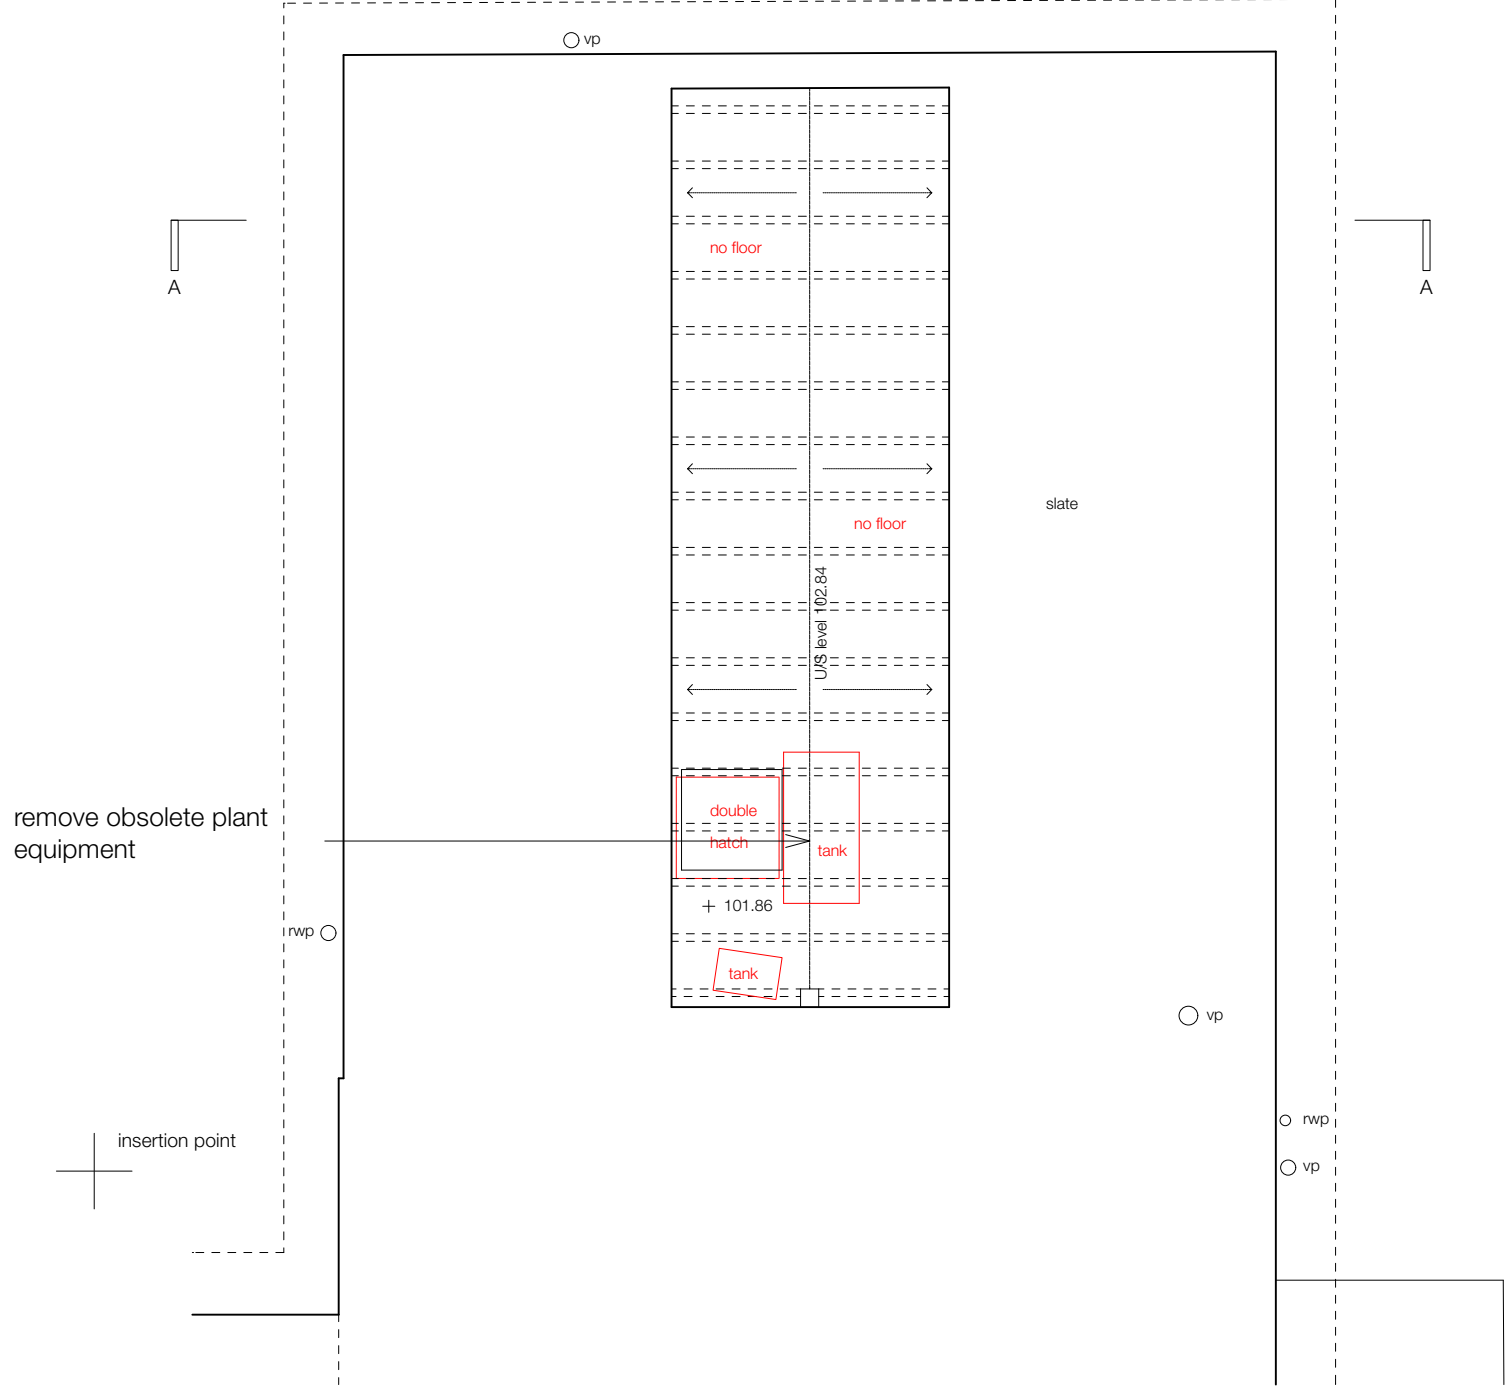 vp
A
A
no floor
slate
no floor
U/S level 102.84
remove obsolete plant
equipment
double
hatch
tank
101.86
rwp
tank
vp
rwp
insertion point
vp